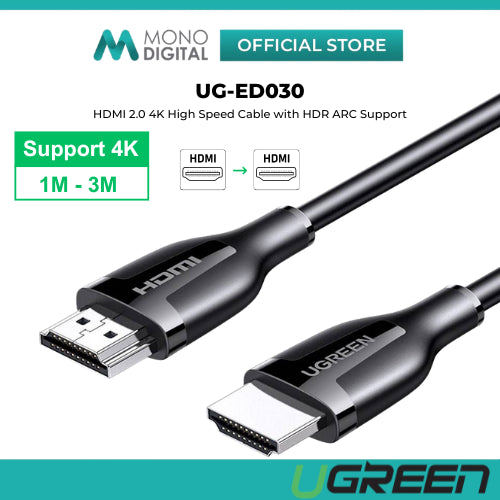 MONO
DIGITAL
OFFICIAL STORE
UG-ED030
HDMI 2.0 4K High Speed Cable with HDR ARC Support
Support 4K
1M - 3M
HDMI → HDMI
HDMI
UGREEN
UGREEN